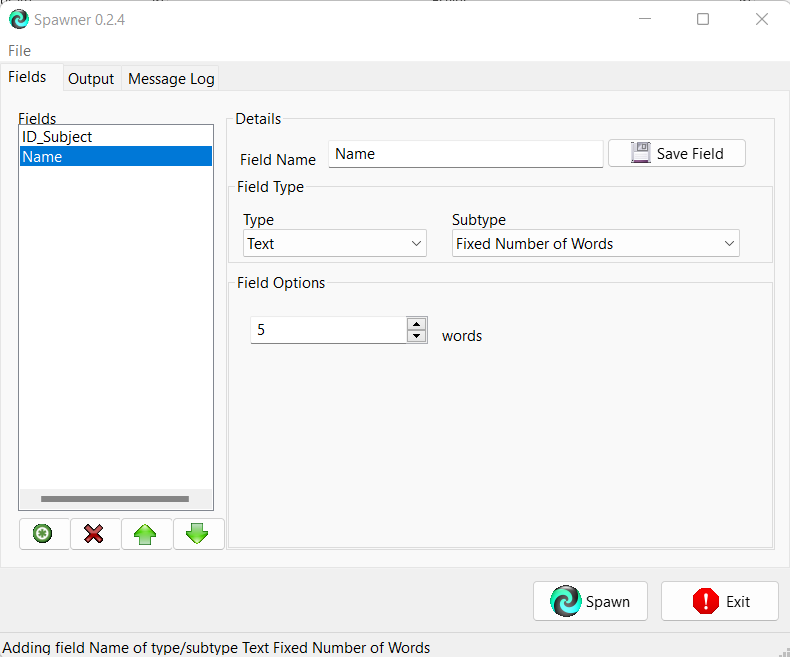 Spawner 0.2.4
File
Fields Output Message Log
Fields
ID_Subject
Name
Details
Field Name Name Save Field
Field Type
Type Subtype
Text Fixed Number of Words
Field Options
5 words
Spawn Exit
Adding field Name of type/subtype Text Fixed Number of Words